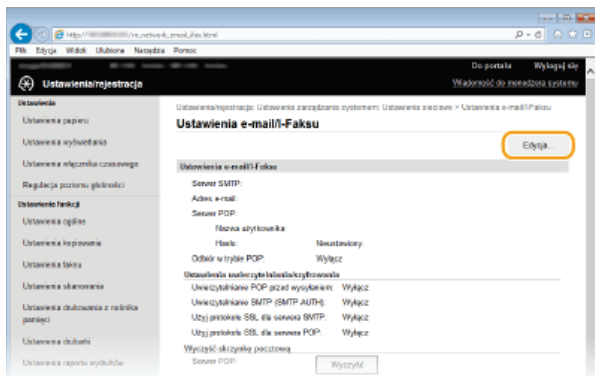 Plik Edycja Widok Ulubione Narzędzia Pomoc
Do portalu Wyloguj się
Ustawienia/rejestracja
Wiadomość do menedżera systemu
Ustawienia
Ustawienia papieru
Ustawienia wyświetlania
Ustawienia włącznika czasowego
Regulacja poziomu głośności
Ustawienia funkcji
Ustawienia ogólne
Ustawienia kopiowania
Ustawienia faksu
Ustawienia skanowania
Ustawienia drukowania z nośnika
pamięci
Ustawienia drukarki
Ustawienia raportu wydruków
Ustawienia/rejestracja: Ustawienia zarządzania systemem: Ustawienia sieciowe > Ustawienia e-mail/I-Faksu
Ustawienia e-mail/I-Faksu
Edycja...
Ustawienia e-mail/I-Faksu
Serwer SMTP:
Adres e-mail:
Serwer POP:
Nazwa użytkownika:
Hasło: Nieustawiony
Odbiór w trybie POP: Wyłącz
Ustawienia uwierzytelniania/szyfrowania
Uwierzytelnianie POP przed wysyłaniem: Wyłącz
Uwierzytelnianie SMTP (SMTP AUTH): Wyłącz
Użyj protokołu SSL dla serwera SMTP: Wyłącz
Użyj protokołu SSL dla serwera POP: Wyłącz
Wyczyść skrzynkę pocztową
Serwer POP: Wyczyść